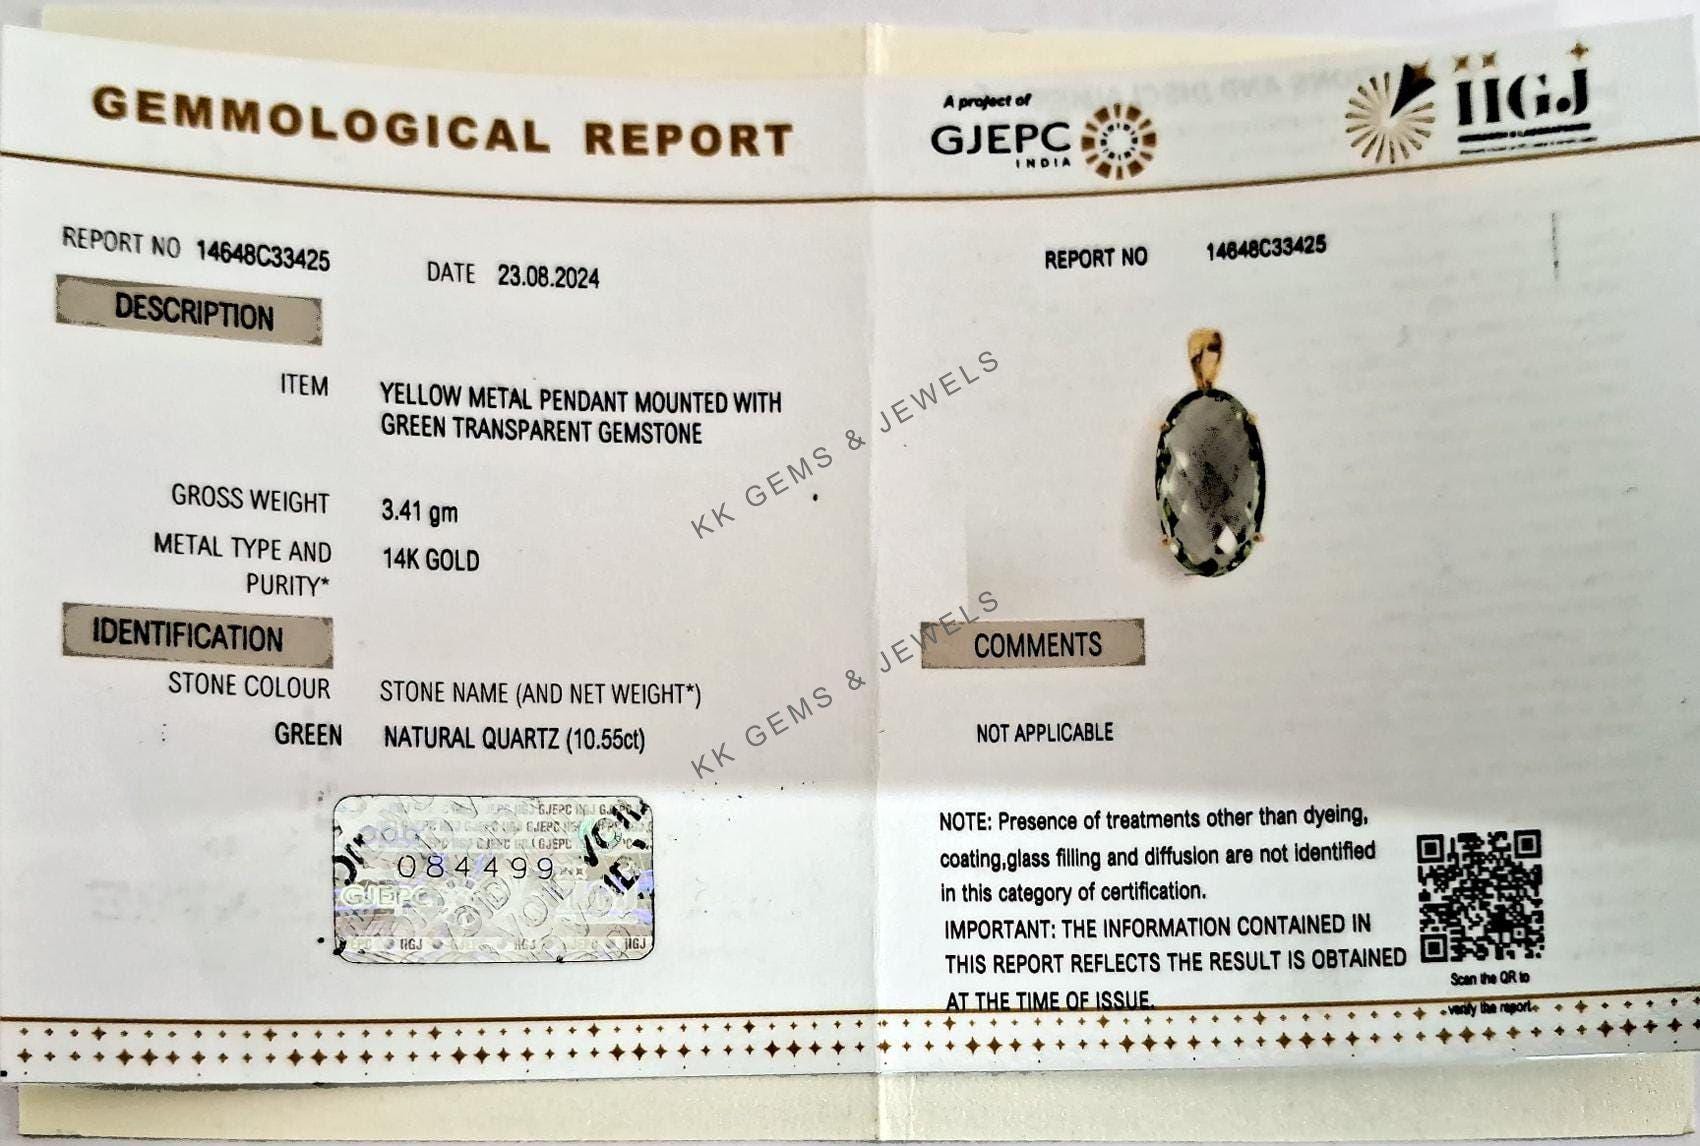 GEMMOLOGICAL REPORT
A project of
GJEPC
INDIA
IIGJ
REPORT NO 14648C33425
DATE 23.08.2024
DESCRIPTION
ITEM YELLOW METAL PENDANT MOUNTED WITH
GREEN TRANSPARENT GEMSTONE
GROSS WEIGHT 3.41 gm
METAL TYPE AND 14K GOLD
PURITY*
IDENTIFICATION
STONE COLOUR STONE NAME (AND NET WEIGHT*)
GREEN NATURAL QUARTZ (10.55ct)
084499
GJEPC
REPORT NO 14648C33425
COMMENTS
NOT APPLICABLE
NOTE: Presence of treatments other than dyeing,
coating,glass filling and diffusion are not identified
in this category of certification.
IMPORTANT: THE INFORMATION CONTAINED IN
THIS REPORT REFLECTS THE RESULT IS OBTAINED
AT THE TIME OF ISSUE.
Scan the QR to
verify the report
KK GEMS & JEWELS
KK GEMS & JEWELS